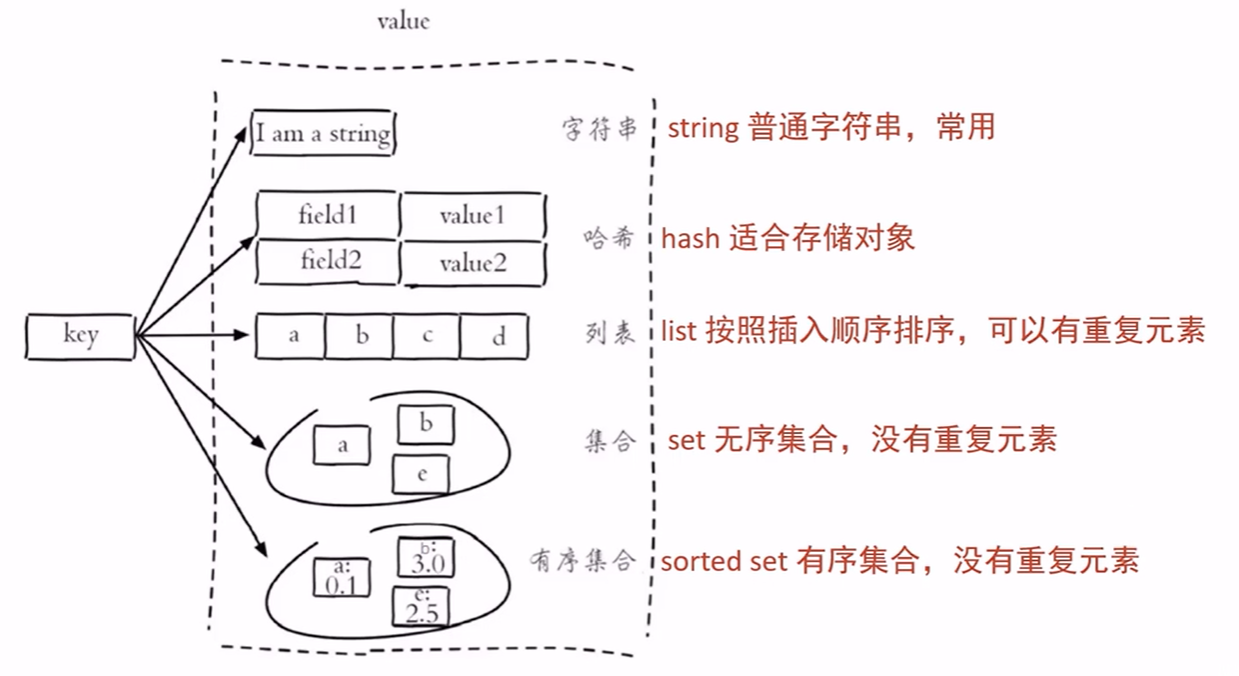 value
I am a string
字符串
string 普通字符串，常用
field1 value1
field2 value2
哈希
hash 适合存储对象
key
a b c d
列表
list 按照插入顺序排序，可以有重复元素
a
b
e
集合
set 无序集合，没有重复元素
a:
0.1
b:
3.0
e:
2.5
有序集合
sorted set 有序集合，没有重复元素